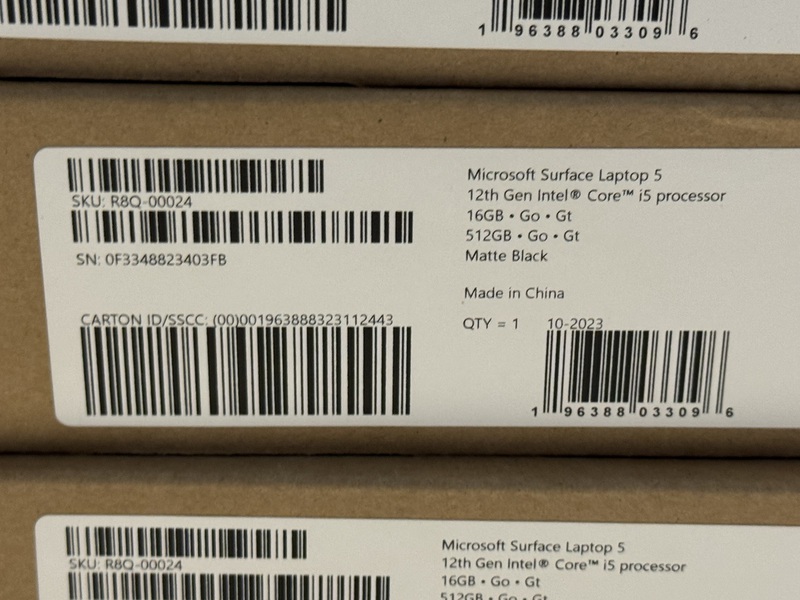 1 96388 03309 6
SKU: R8Q-00024
SN: 0F3348823403FB
CARTON ID/SSCC: (00)001963888323112443
Microsoft Surface Laptop 5
12th Gen Intel® Core™ i5 processor
16GB • Go • Gt
512GB • Go • Gt
Matte Black
Made in China
QTY = 1 10-2023
1 96388 03309 6
SKU: R8Q-00024
Microsoft Surface Laptop 5
12th Gen Intel® Core™ i5 processor
16GB • Go • Gt
512GB • Go • Gt